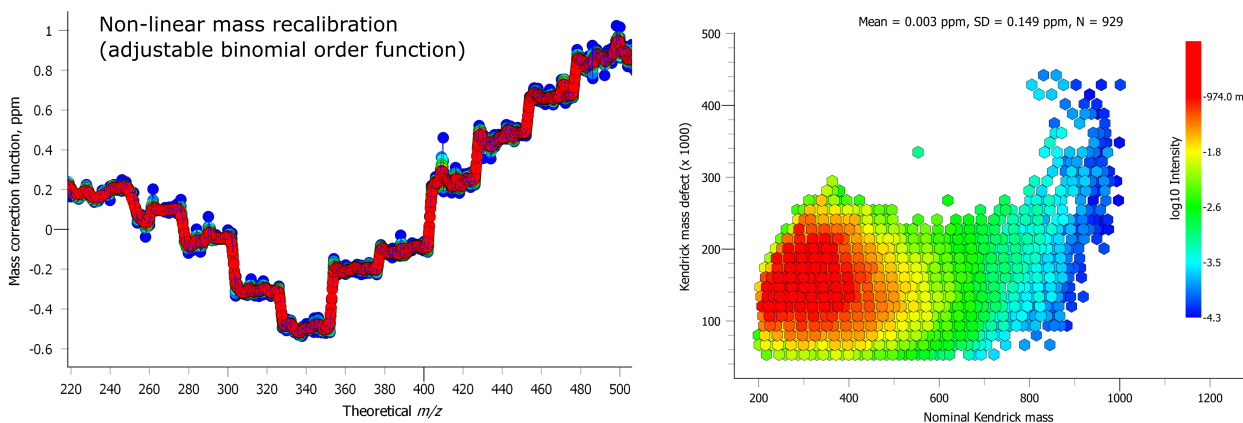 Non-linear mass recalibration
(adjustable binomial order function)
Mass correction function, ppm
1
0.8
0.6
0.4
0.2
0
-0.2
-0.4
-0.6
220 240 260 280 300 320 340 360 380 400 420 440 460 480 500
Theoretical m/z
Mean = 0.003 ppm, SD = 0.149 ppm, N = 929
Kendrick mass defect (x 1000)
500
400
300
200
100
200 400 600 800 1000 1200
Nominal Kendrick mass
log10 Intensity
-974.0 m
-1.8
-2.6
-3.5
-4.3